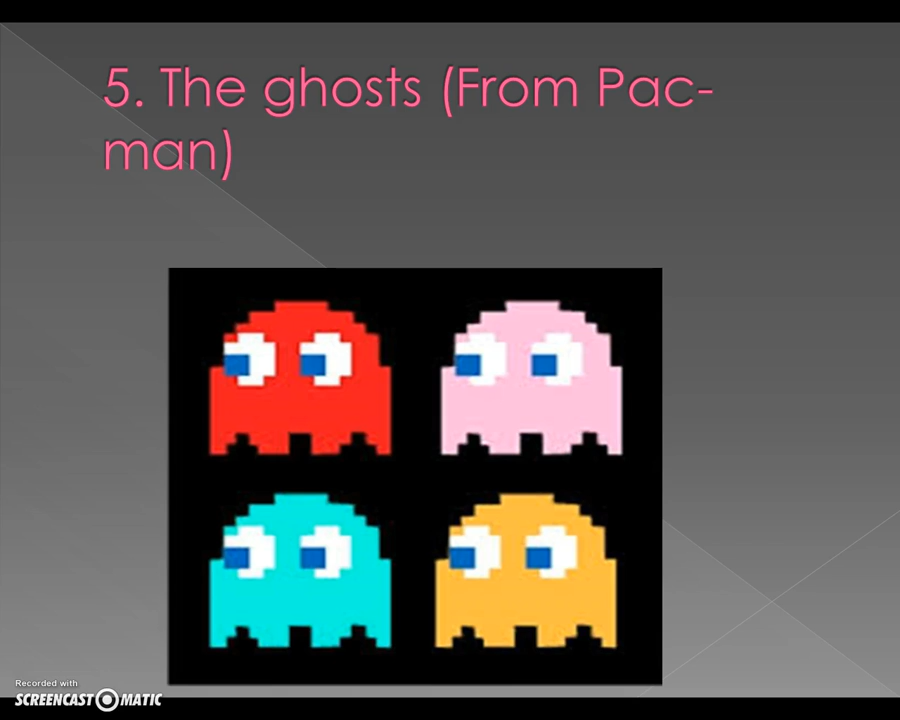 5. The ghosts (From Pac-
man)
Recorded with
SCREENCAST MATIC